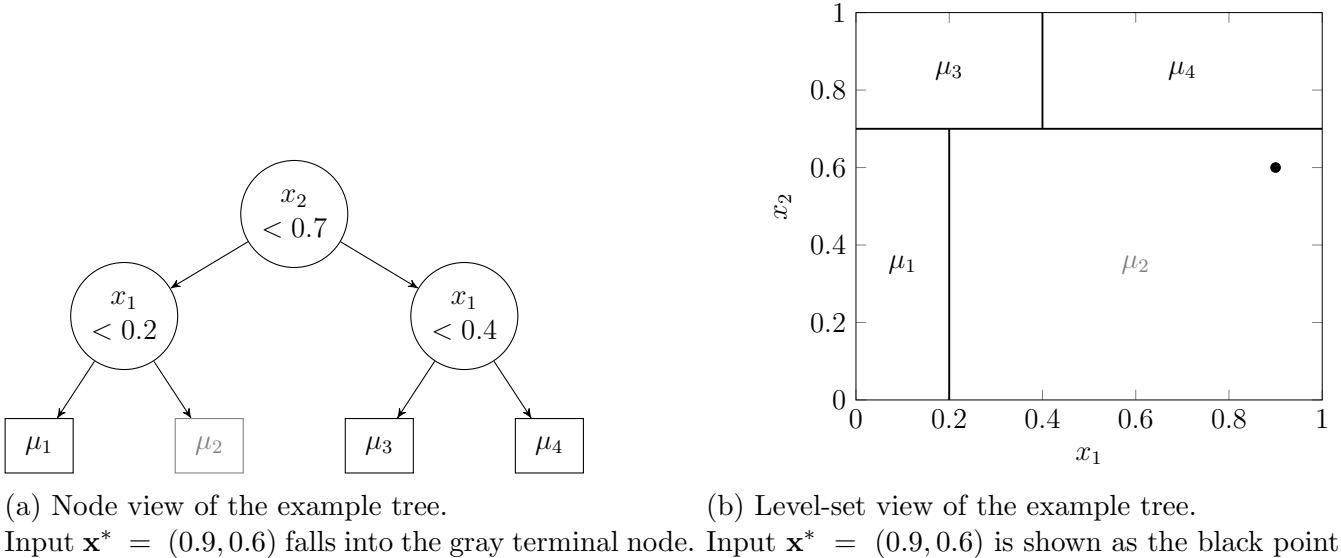 x₂
< 0.7
x₁
< 0.2
x₁
< 0.4
μ₁
μ₂
μ₃
μ₄
(a) Node view of the example tree.
Input x* = (0.9, 0.6) falls into the gray terminal node.
1
0.8
0.6
0.4
0.2
0
x₂
μ₃
μ₄
μ₁
μ₂
0
0.2
0.4
0.6
0.8
1
x₁
(b) Level-set view of the example tree.
Input x* = (0.9, 0.6) is shown as the black point